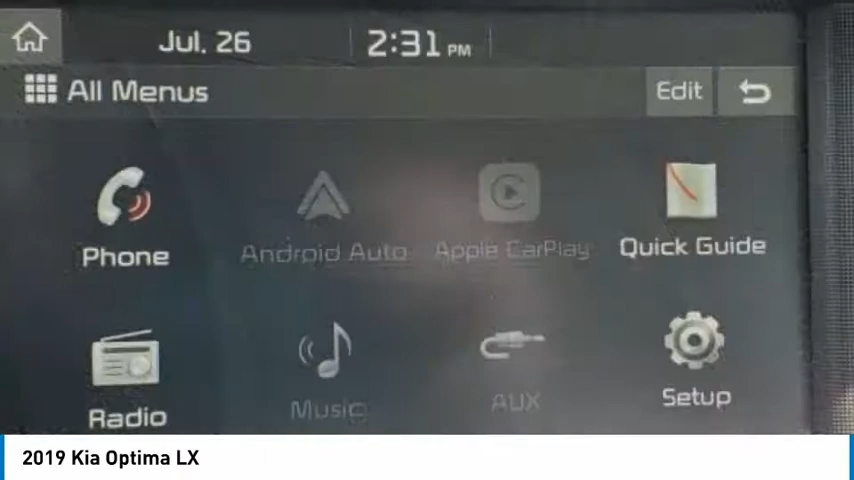 Jul. 26 2:31 PM
All Menus Edit
Phone Android Auto Apple CarPlay Quick Guide
Radio Music AUX Setup
2019 Kia Optima LX